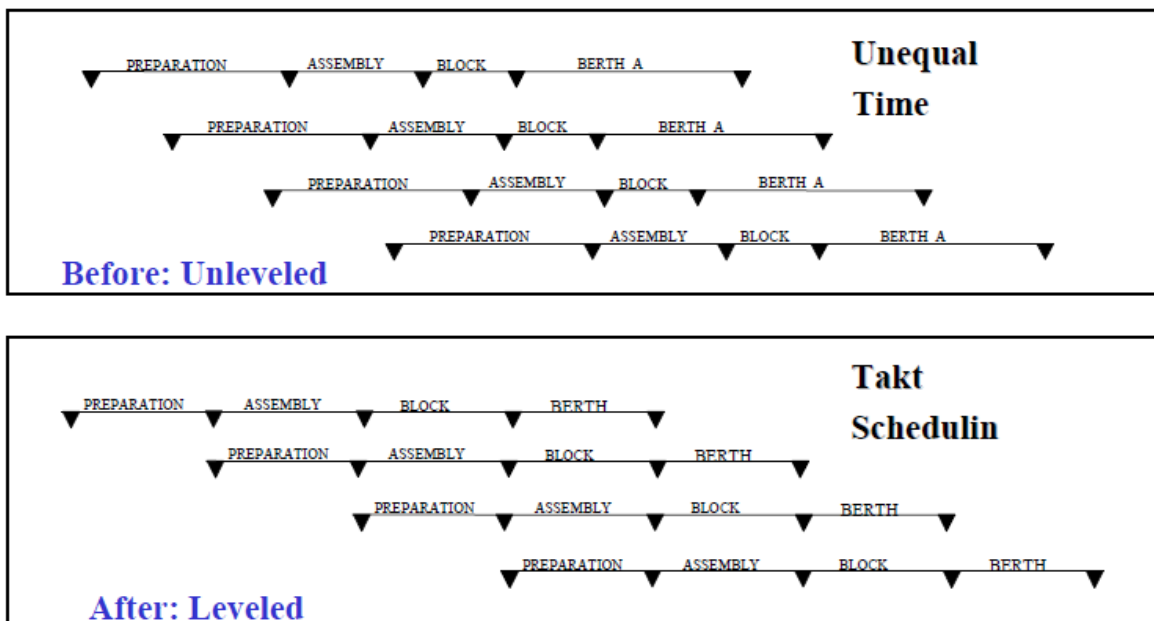 PREPARATION ASSEMBLY BLOCK BERTH A
Unequal
Time
PREPARATION ASSEMBLY BLOCK BERTH A
PREPARATION ASSEMBLY BLOCK BERTH A
PREPARATION ASSEMBLY BLOCK BERTH A
Before: Unleveled
Takt
Schedulin
PREPARATION ASSEMBLY BLOCK BERTH
PREPARATION ASSEMBLY BLOCK BERTH
PREPARATION ASSEMBLY BLOCK BERTH
PREPARATION ASSEMBLY BLOCK BERTH
After: Leveled